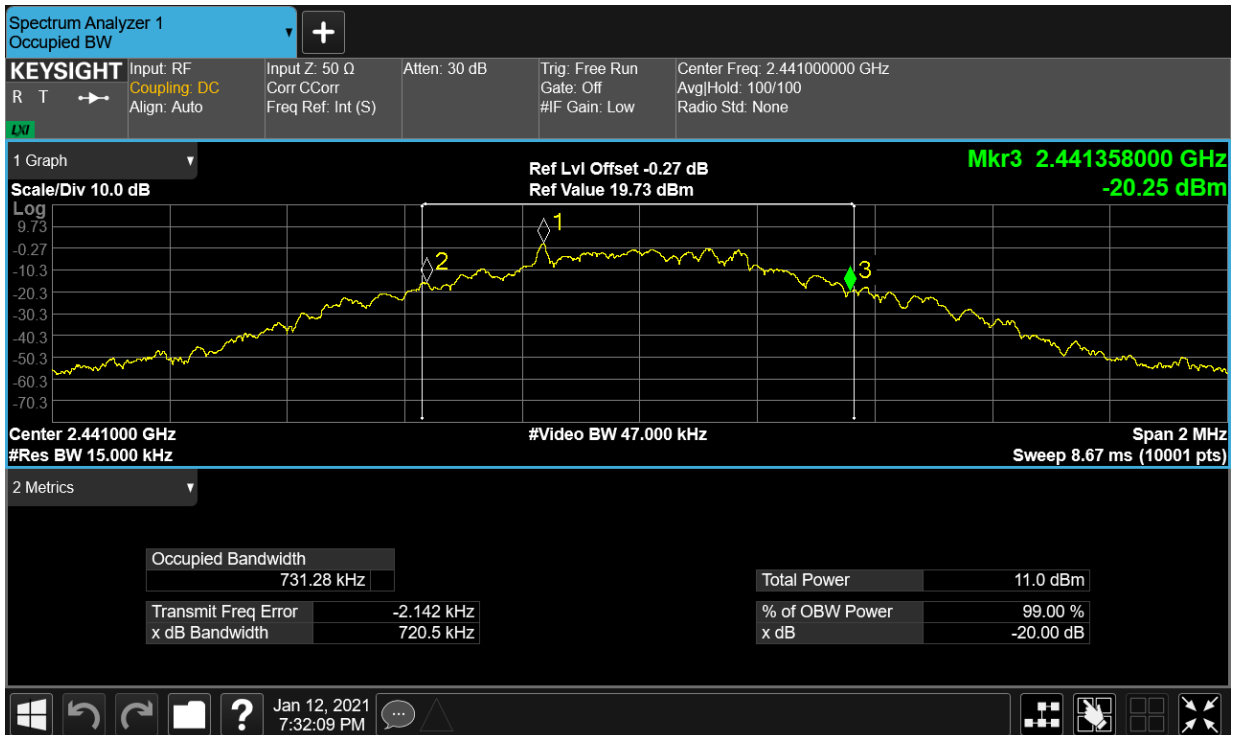 Spectrum Analyzer 1
Occupied BW
+
KEYSIGHT
R T
LXI
Input: RF
Coupling: DC
Align: Auto
Input Z: 50 Ω
Corr CCorr
Freq Ref: Int (S)
Atten: 30 dB
Trig: Free Run
Gate: Off
#IF Gain: Low
Center Freq: 2.441000000 GHz
Avg|Hold: 100/100
Radio Std: None
1 Graph
Scale/Div 10.0 dB
Ref Lvl Offset -0.27 dB
Ref Value 19.73 dBm
Mkr3 2.441358000 GHz
-20.25 dBm
Log
9.73
-0.27
-10.3
-20.3
-30.3
-40.3
-50.3
-60.3
-70.3
1
2
3
Center 2.441000 GHz
#Res BW 15.000 kHz
#Video BW 47.000 kHz
Span 2 MHz
Sweep 8.67 ms (10001 pts)
2 Metrics
Occupied Bandwidth
731.28 kHz
Transmit Freq Error -2.142 kHz
x dB Bandwidth 720.5 kHz
Total Power 11.0 dBm
% of OBW Power 99.00 %
x dB -20.00 dB
?
Jan 12, 2021
7:32:09 PM